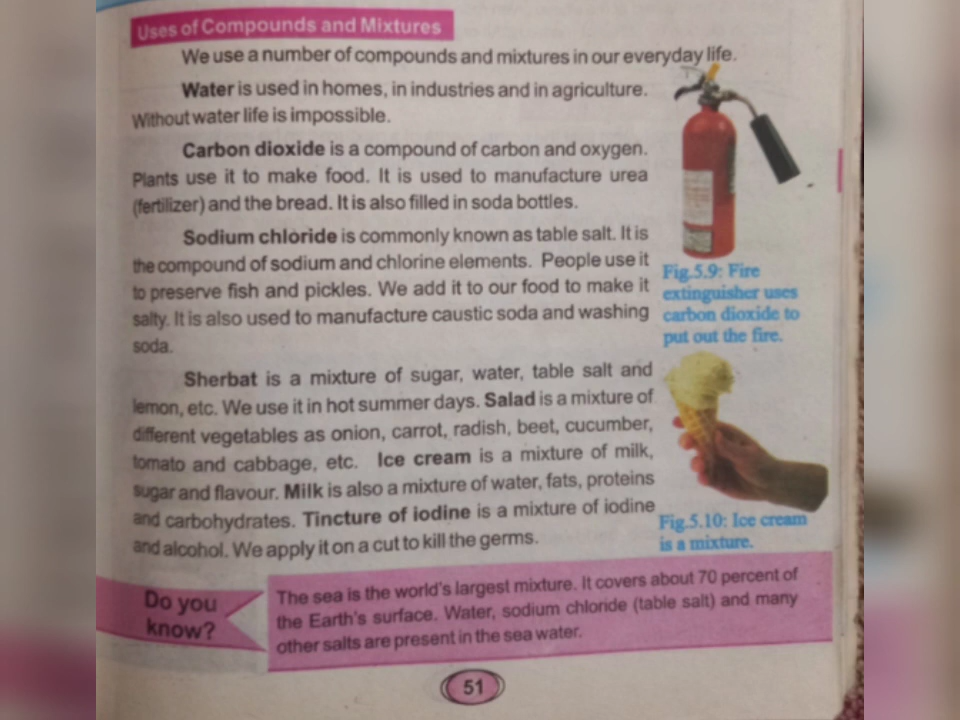 Uses of Compounds and Mixtures
We use a number of compounds and mixtures in our everyday life.
Water is used in homes, in industries and in agriculture.
Without water life is impossible.
Carbon dioxide is a compound of carbon and oxygen.
Plants use it to make food. It is used to manufacture urea
(fertilizer) and the bread. It is also filled in soda bottles.
Sodium chloride is commonly known as table salt. It is
the compound of sodium and chlorine elements. People use it
to preserve fish and pickles. We add it to our food to make it
salty. It is also used to manufacture caustic soda and washing
soda.
Fig.5.9: Fire
extinguisher uses
carbon dioxide to
put out the fire.
Sherbat is a mixture of sugar, water, table salt and
lemon, etc. We use it in hot summer days. Salad is a mixture of
different vegetables as onion, carrot, radish, beet, cucumber,
tomato and cabbage, etc. Ice cream is a mixture of milk,
sugar and flavour. Milk is also a mixture of water, fats, proteins
and carbohydrates. Tincture of iodine is a mixture of iodine
and alcohol. We apply it on a cut to kill the germs.
Fig.5.10: Ice cream
is a mixture.
Do you
know?
The sea is the world's largest mixture. It covers about 70 percent of
the Earth's surface. Water, sodium chloride (table salt) and many
other salts are present in the sea water.
51